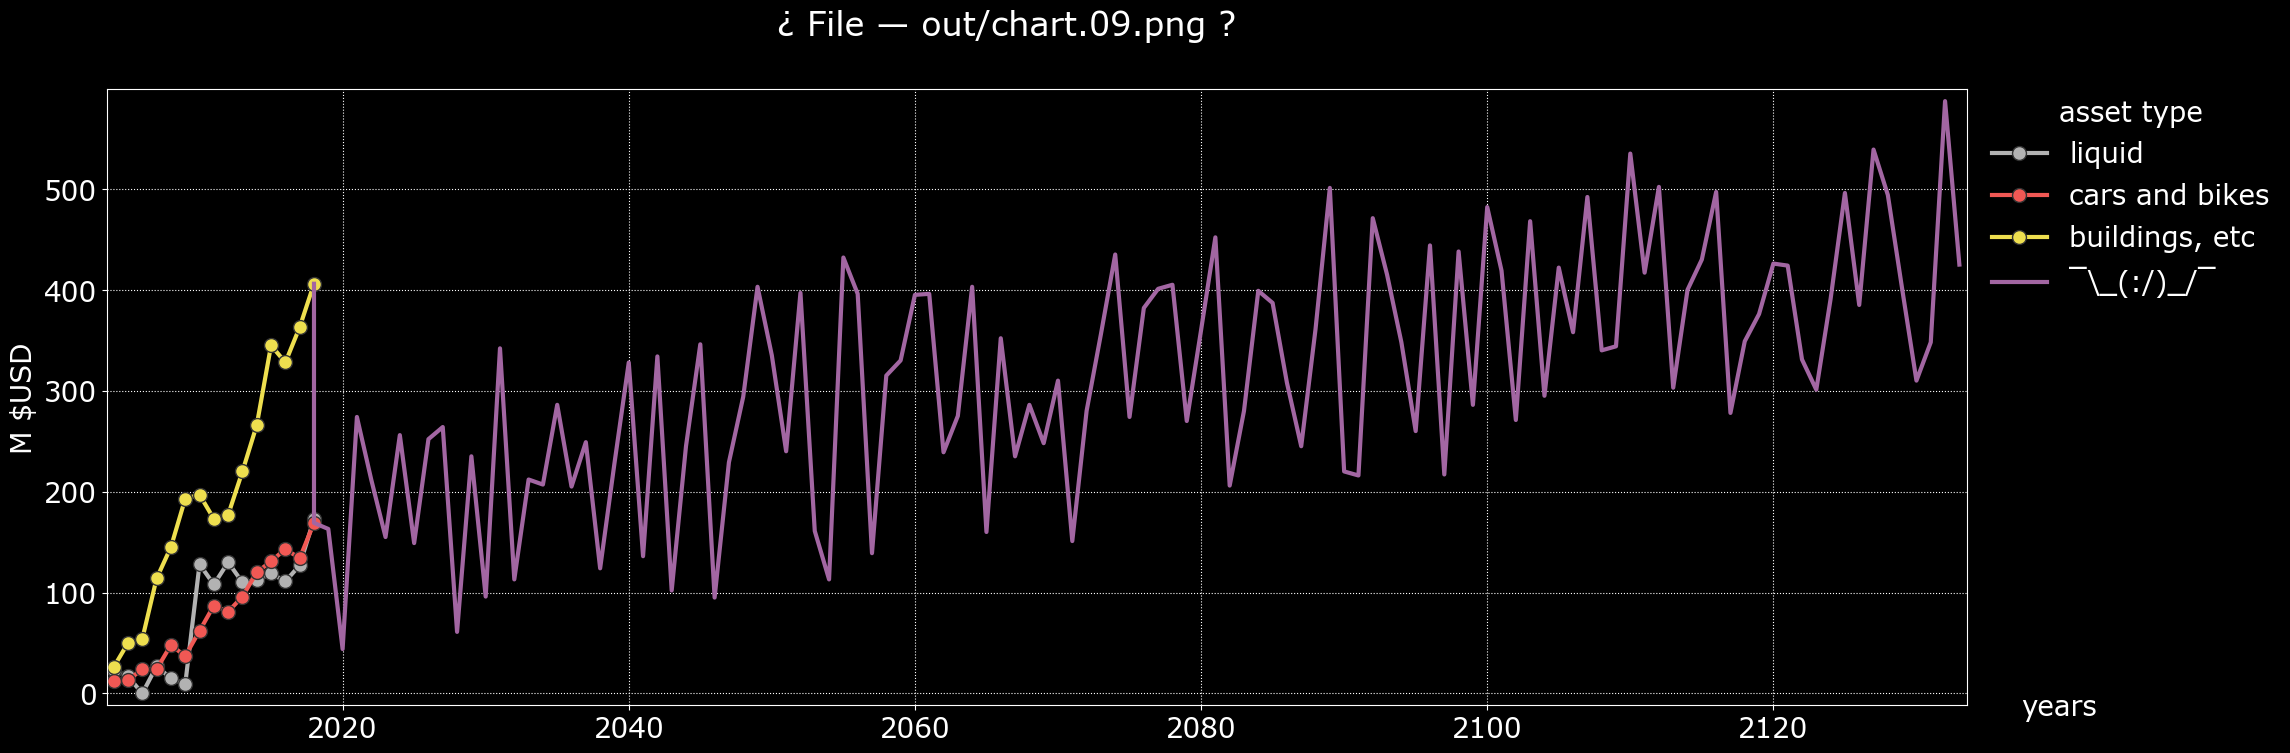 ¿ File — out/chart.09.png ?
M $USD
500
400
300
200
100
0
2020 2040 2060 2080 2100 2120
years
asset type
liquid
cars and bikes
buildings, etc
¯\_(:/)_/¯